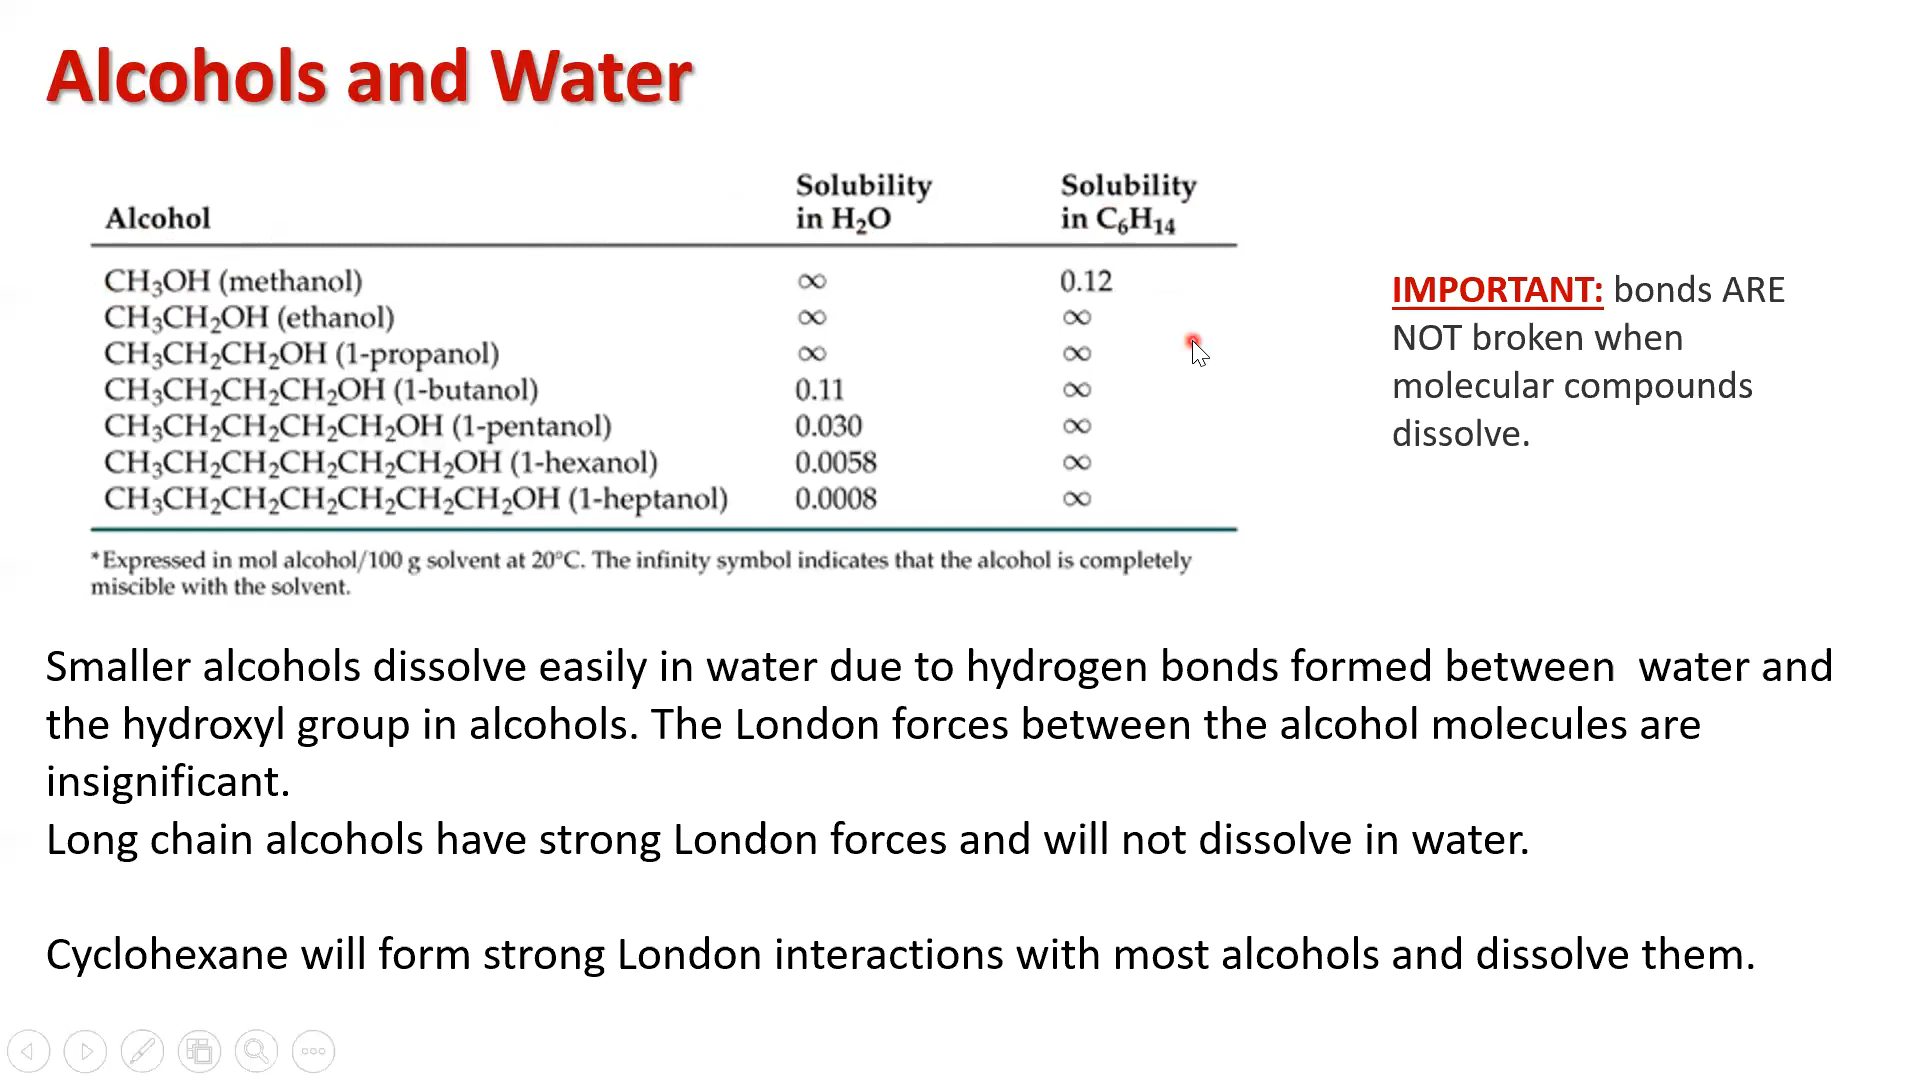 Alcohols and Water
Alcohol Solubility in H₂O Solubility in C₆H₁₄
CH₃OH (methanol) ∞ 0.12
CH₃CH₂OH (ethanol) ∞ ∞
CH₃CH₂CH₂OH (1-propanol) ∞ ∞
CH₃CH₂CH₂CH₂OH (1-butanol) 0.11 ∞
CH₃CH₂CH₂CH₂CH₂OH (1-pentanol) 0.030 ∞
CH₃CH₂CH₂CH₂CH₂CH₂OH (1-hexanol) 0.0058 ∞
CH₃CH₂CH₂CH₂CH₂CH₂CH₂OH (1-heptanol) 0.0008 ∞
*Expressed in mol alcohol/100 g solvent at 20°C. The infinity symbol indicates that the alcohol is completely
miscible with the solvent.
IMPORTANT: bonds ARE
NOT broken when
molecular compounds
dissolve.
Smaller alcohols dissolve easily in water due to hydrogen bonds formed between  water and
the hydroxyl group in alcohols. The London forces between the alcohol molecules are
insignificant.
Long chain alcohols have strong London forces and will not dissolve in water.
Cyclohexane will form strong London interactions with most alcohols and dissolve them.